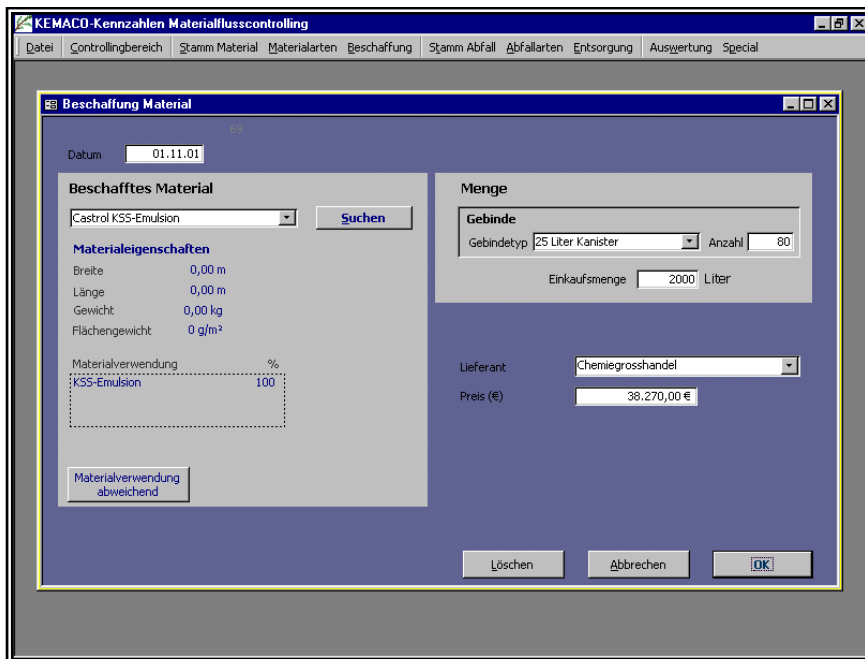 KEMACO-Kennzahlen Materialflusscontrolling
Datei Controllingbereich Stamm Material Materialarten Beschaffung Stamm Abfall Abfallarten Entsorgung Auswertung Special
Beschaffung Material
69
Datum 01.11.01
Beschafftes Material
Castrol KSS-Emulsion Suchen
Materialeigenschaften
Breite 0,00 m
Länge 0,00 m
Gewicht 0,00 kg
Flächengewicht 0 g/m²
Materialverwendung %
KSS-Emulsion 100
Materialverwendung
abweichend
Menge
Gebinde
Gebindetyp 25 Liter Kanister Anzahl 80
Einkaufsmenge 2000 Liter
Lieferant Chemiegrosshandel
Preis (€) 38.270,00 €
Löschen Abbrechen OK